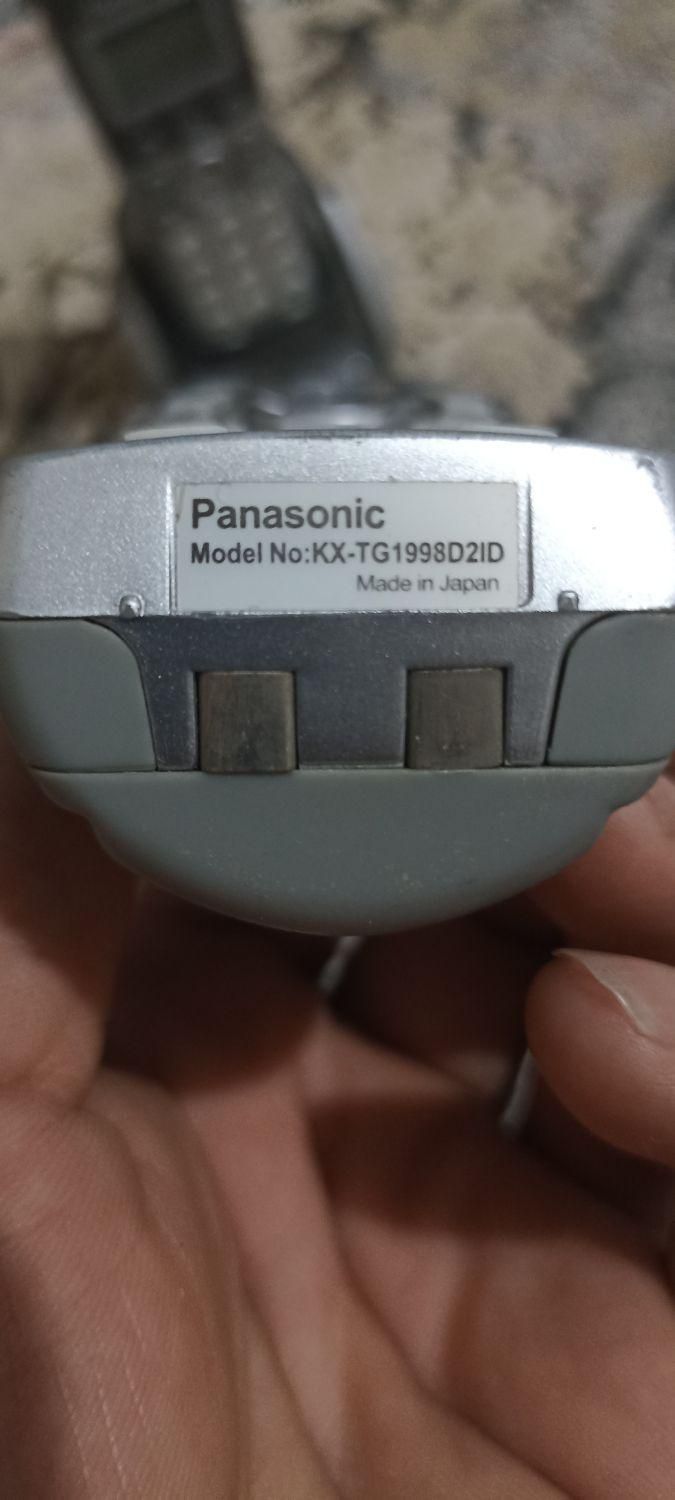 Panasonic
Model No:KX-TG1998D2ID
Made in Japan